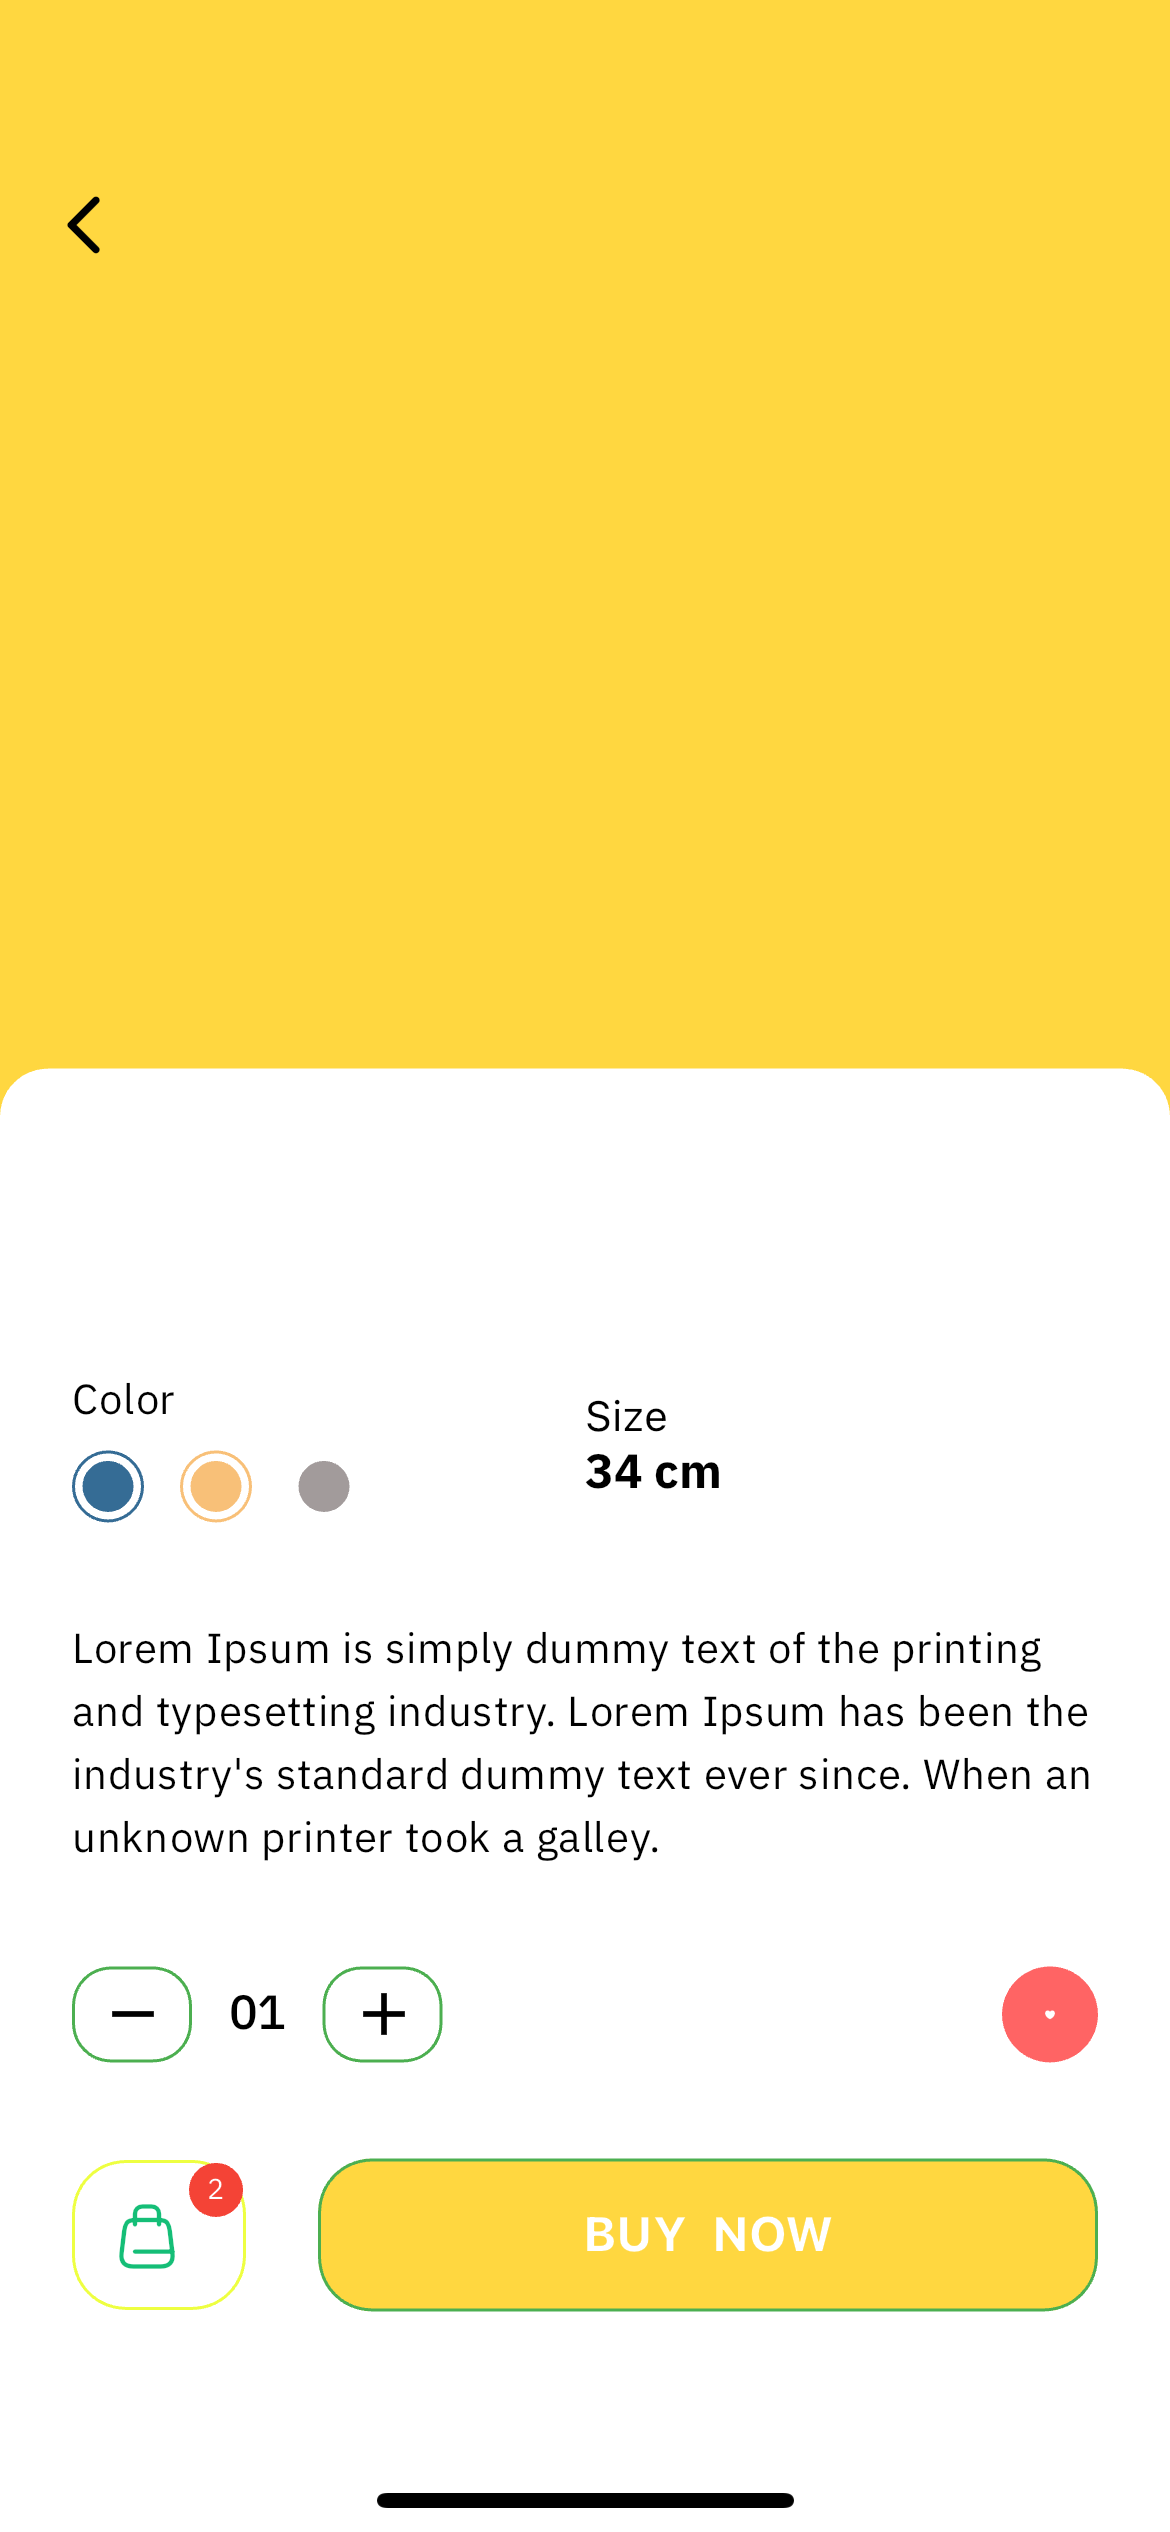 Color
Size
34 cm
Lorem Ipsum is simply dummy text of the printing
and typesetting industry. Lorem Ipsum has been the
industry's standard dummy text ever since. When an
unknown printer took a galley.
01
2
BUY NOW